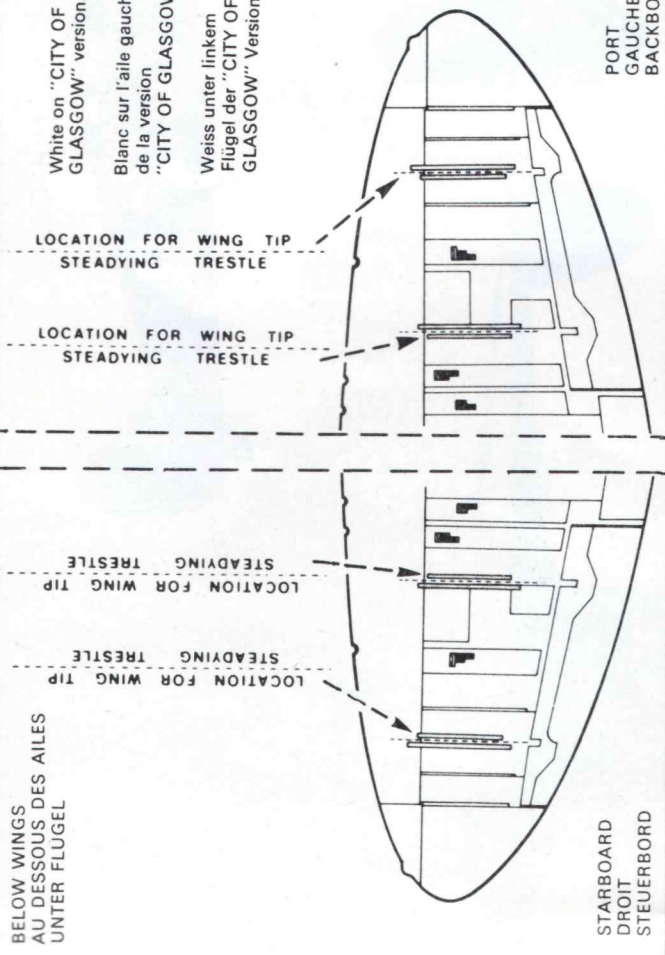 BELOW WINGS
AU DESSOUS DES AILES
UNTER FLUGEL
LOCATION FOR WING TIP
STEADYING TRESTLE
LOCATION FOR WING TIP
STEADYING TRESTLE
LOCATION FOR WING TIP
STEADYING TRESTLE
LOCATION FOR WING TIP
STEADYING TRESTLE
White on "CITY OF
GLASGOW" version
Blanc sur l'aile gauch
de la version
"CITY OF GLASGOW
Weiss unter linkem
Flügel der "CITY OF
GLASGOW" Version
STARBOARD
DROIT
STEUERBORD
PORT
GAUCHE
BACKBO